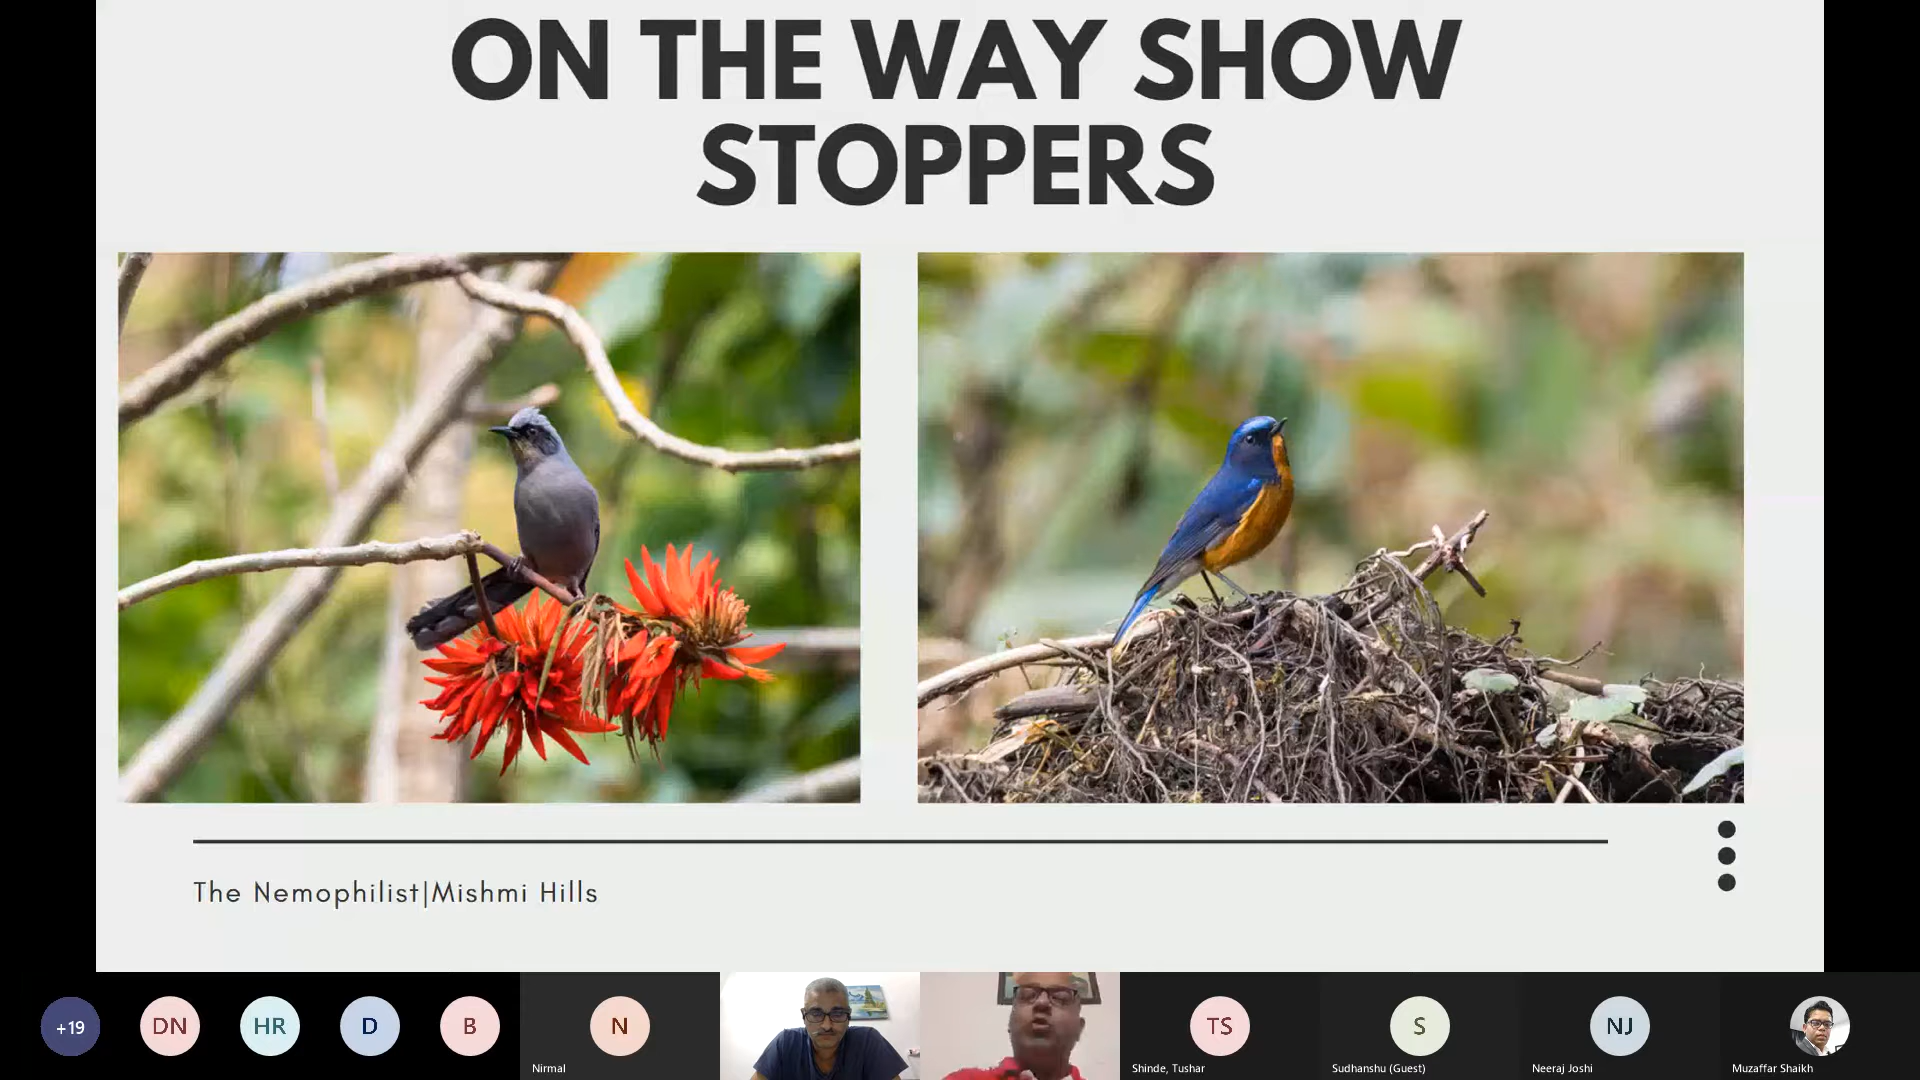 ON THE WAY SHOW
STOPPERS
The Nemophilist|Mishmi Hills
+19
DN
HR
D
B
N
TS
S
NJ
Nirmal
Shinde, Tushar
Sudhanshu (Guest)
Neeraj Joshi
Muzaffar Shaikh